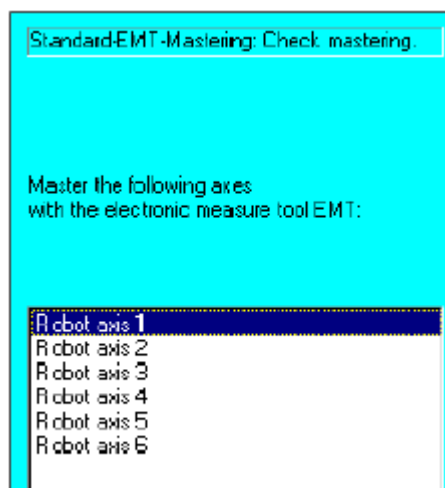 Standard-EMT-Mastering: Check mastering.
Master the following axes
with the electronic measure tool EMT:
Robot axis 1
Robot axis 2
Robot axis 3
Robot axis 4
Robot axis 5
Robot axis 6